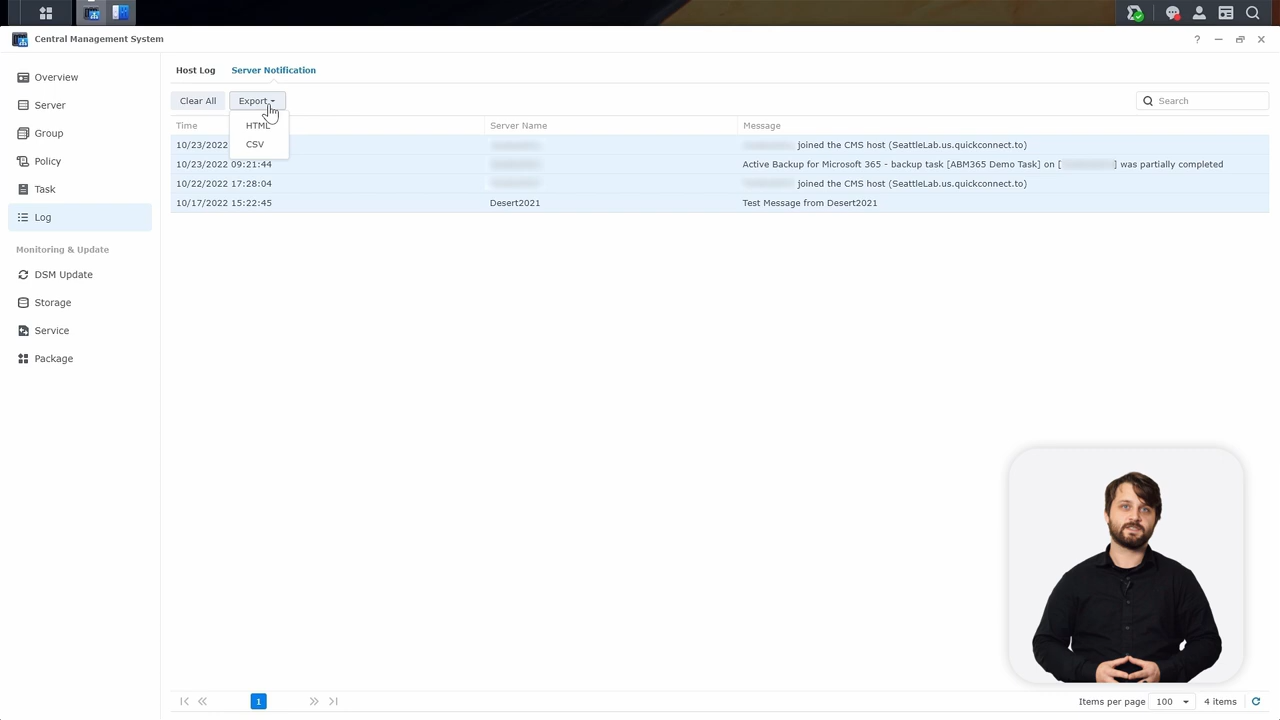 Central Management System
?
Overview
Server
Group
Policy
Task
Log
Monitoring & Update
DSM Update
Storage
Service
Package
Host Log Server Notification
Clear All Export Search
HTML
CSV
Time Server Name Message
10/23/2022 joined the CMS host (SeattleLab.us.quickconnect.to)
10/23/2022 09:21:44 Active Backup for Microsoft 365 - backup task [ABM365 Demo Task] on [ ] was partially completed
10/22/2022 17:28:04 joined the CMS host (SeattleLab.us.quickconnect.to)
10/17/2022 15:22:45 Desert2021 Test Message from Desert2021
1 Items per page 100 4 items